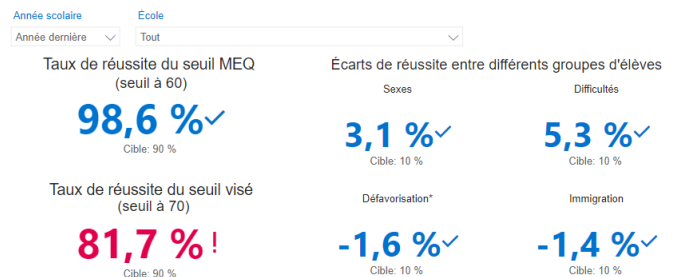 Année scolaire
École
Année dernière
Tout
Taux de réussite du seuil MEQ
(seuil à 60)
98,6 %
Cible: 90 %
Taux de réussite du seuil visé
(seuil à 70)
81,7 % !
Cible: 90 %
Écarts de réussite entre différents groupes d'élèves
Sexes
3,1 %
Cible: 10 %
Difficultés
5,3 %
Cible: 10 %
Défavorisation*
-1,6 %
Cible: 10 %
Immigration
-1,4 %
Cible: 10 %